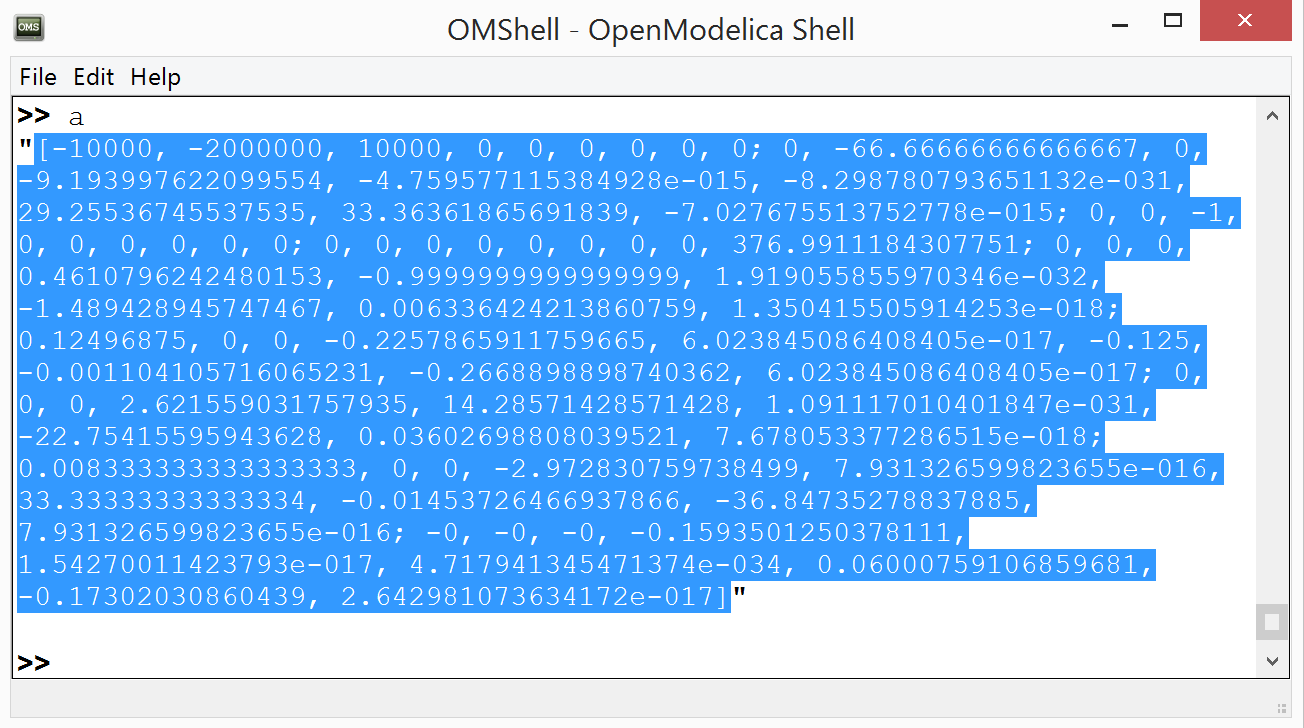 OMS
OMShell - OpenModelica Shell
File Edit Help
>> a
"[-10000, -2000000, 10000, 0, 0, 0, 0, 0, 0; 0, -66.66666666666667, 0,
-9.193997622099554, -4.759577115384928e-015, -8.298780793651132e-031,
29.25536745537535, 33.36361865691839, -7.027675513752778e-015; 0, 0, -1,
0, 0, 0, 0, 0, 0; 0, 0, 0, 0, 0, 0, 0, 0, 376.9911184307751; 0, 0, 0,
0.4610796242480153, -0.9999999999999999, 1.919055855970346e-032,
-1.489428945747467, 0.006336424213860759, 1.350415505914253e-018;
0.12496875, 0, 0, -0.2257865911759665, 6.023845086408405e-017, -0.125,
-0.001104105716065231, -0.2668898898740362, 6.023845086408405e-017; 0,
0, 0, 2.621559031757935, 14.28571428571428, 1.091117010401847e-031,
-22.75415595943628, 0.03602698808039521, 7.678053377286515e-018;
0.008333333333333333, 0, 0, -2.972830759738499, 7.931326599823655e-016,
33.33333333333334, -0.01453726466937866, -36.84735278837885,
7.931326599823655e-016; -0, -0, -0, -0.1593501250378111,
1.54270011423793e-017, 4.717941345471374e-034, 0.06000759106859681,
-0.17302030860439, 2.642981073634172e-017]"
>>